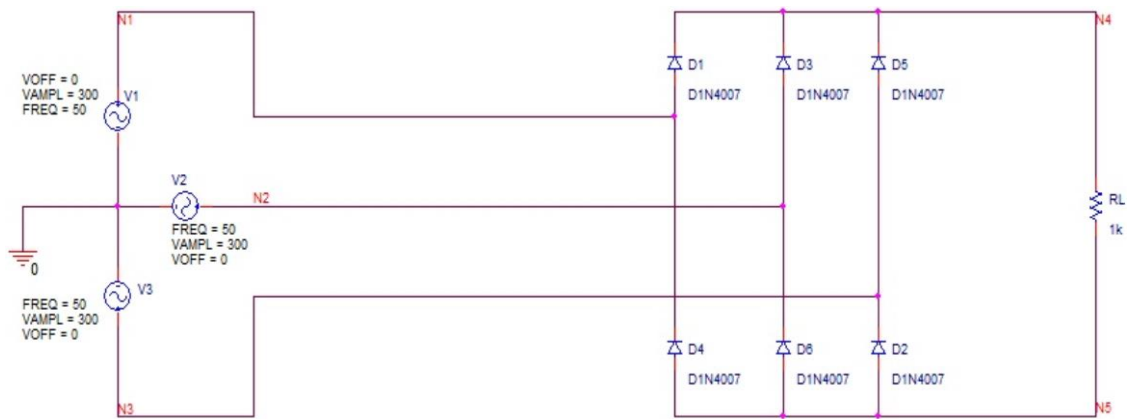 N1
N4
VOFF = 0
VAMPL = 300
FREQ = 50
V1
D1
D1N4007
D3
D1N4007
D5
D1N4007
V2
N2
FREQ = 50
VAMPL = 300
VOFF = 0
RL
1k
0
V3
FREQ = 50
VAMPL = 300
VOFF = 0
D4
D1N4007
D6
D1N4007
D2
D1N4007
N3
N5